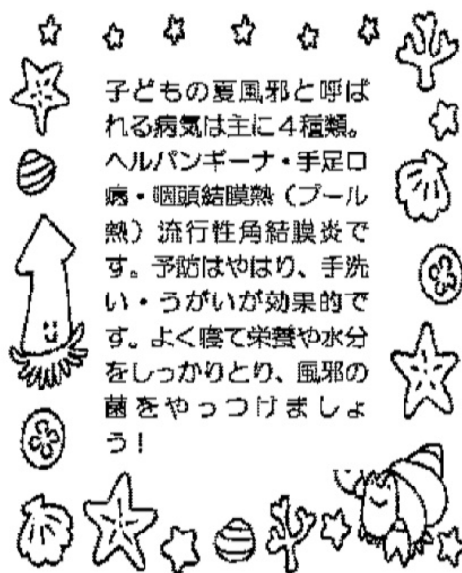 子どもの夏風邪と呼ば
れる病気は主に4種類。
ヘルパンギーナ・手足口
病・咽頭結膜熱（プール
熱）流行性角結膜炎で
す。予防はやはり、手洗
い・うがいが効果的で
す。よく寝て栄養や水分
をしっかりとり、風邪の
菌をやっつけましょ
う！